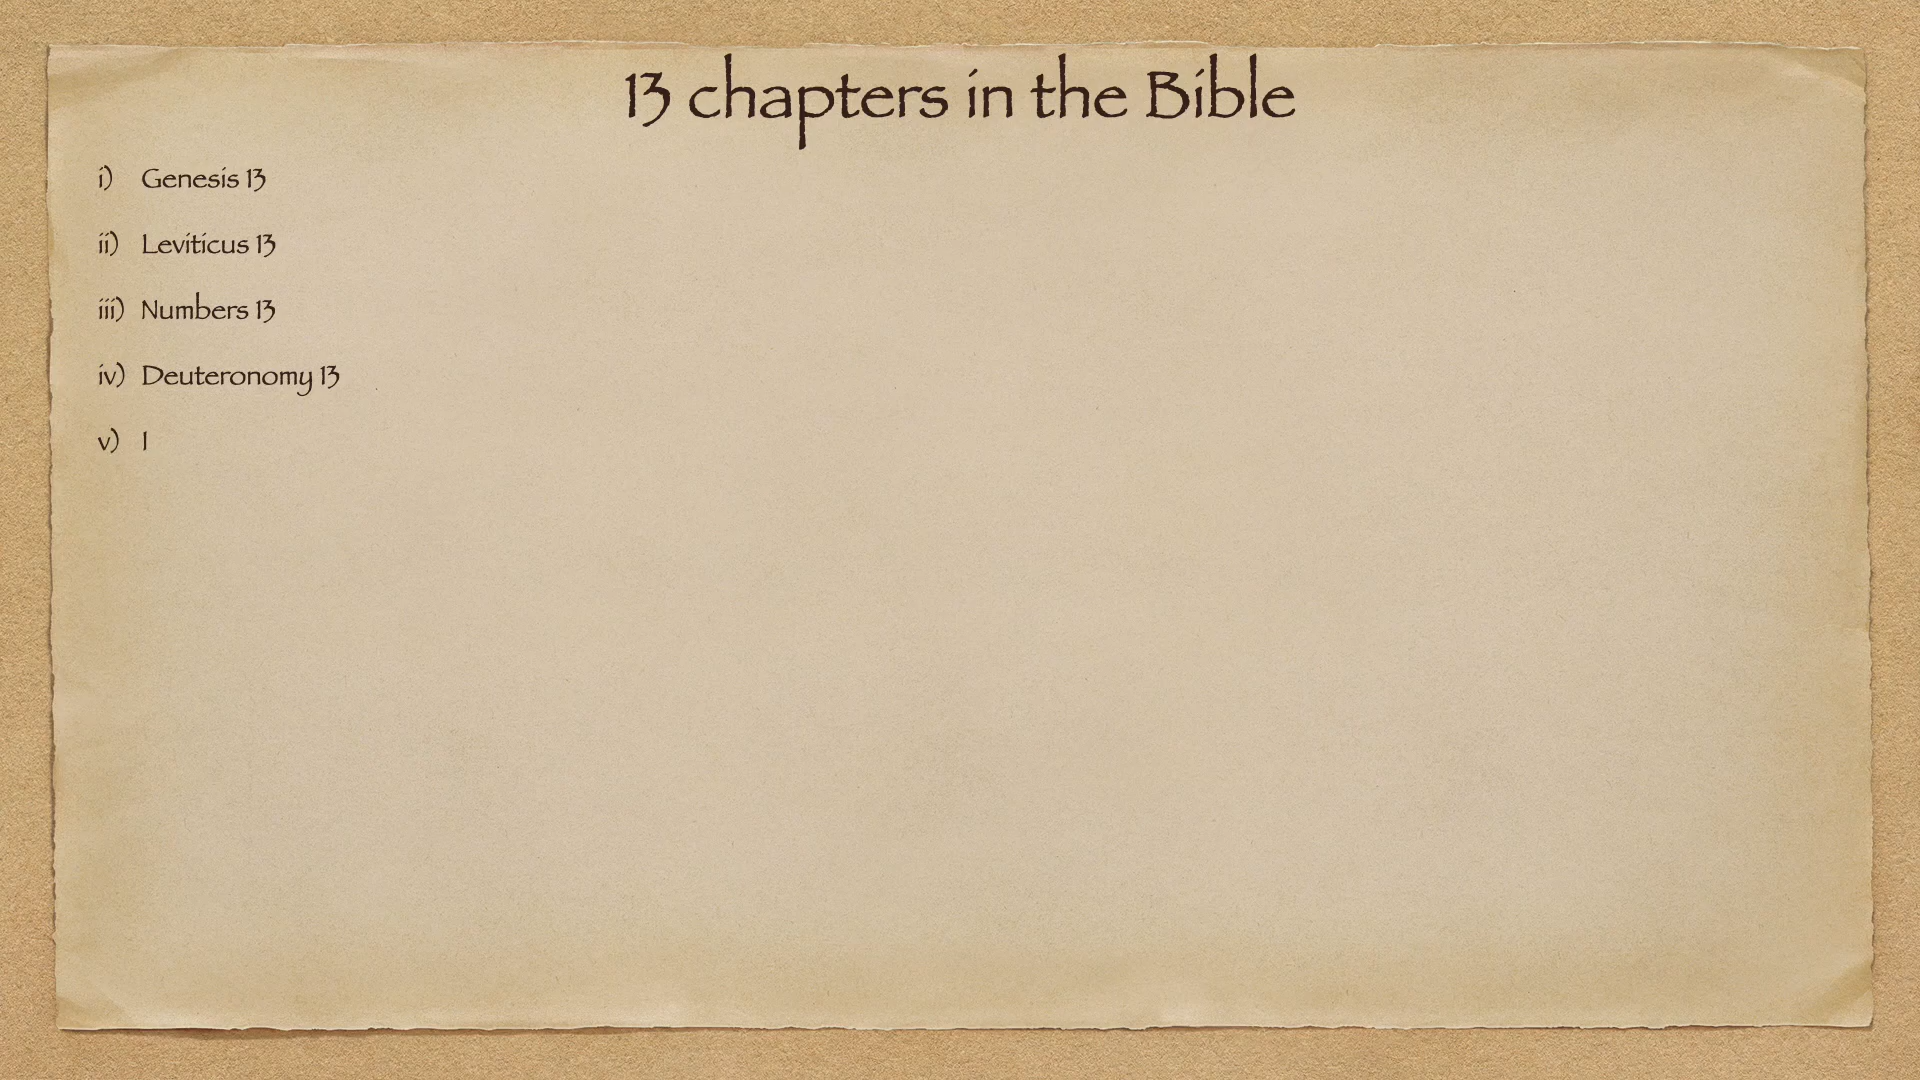 13 chapters in the Bible
i) Genesis 13
ii) Leviticus 13
iii) Numbers 13
iv) Deuteronomy 13
v) I